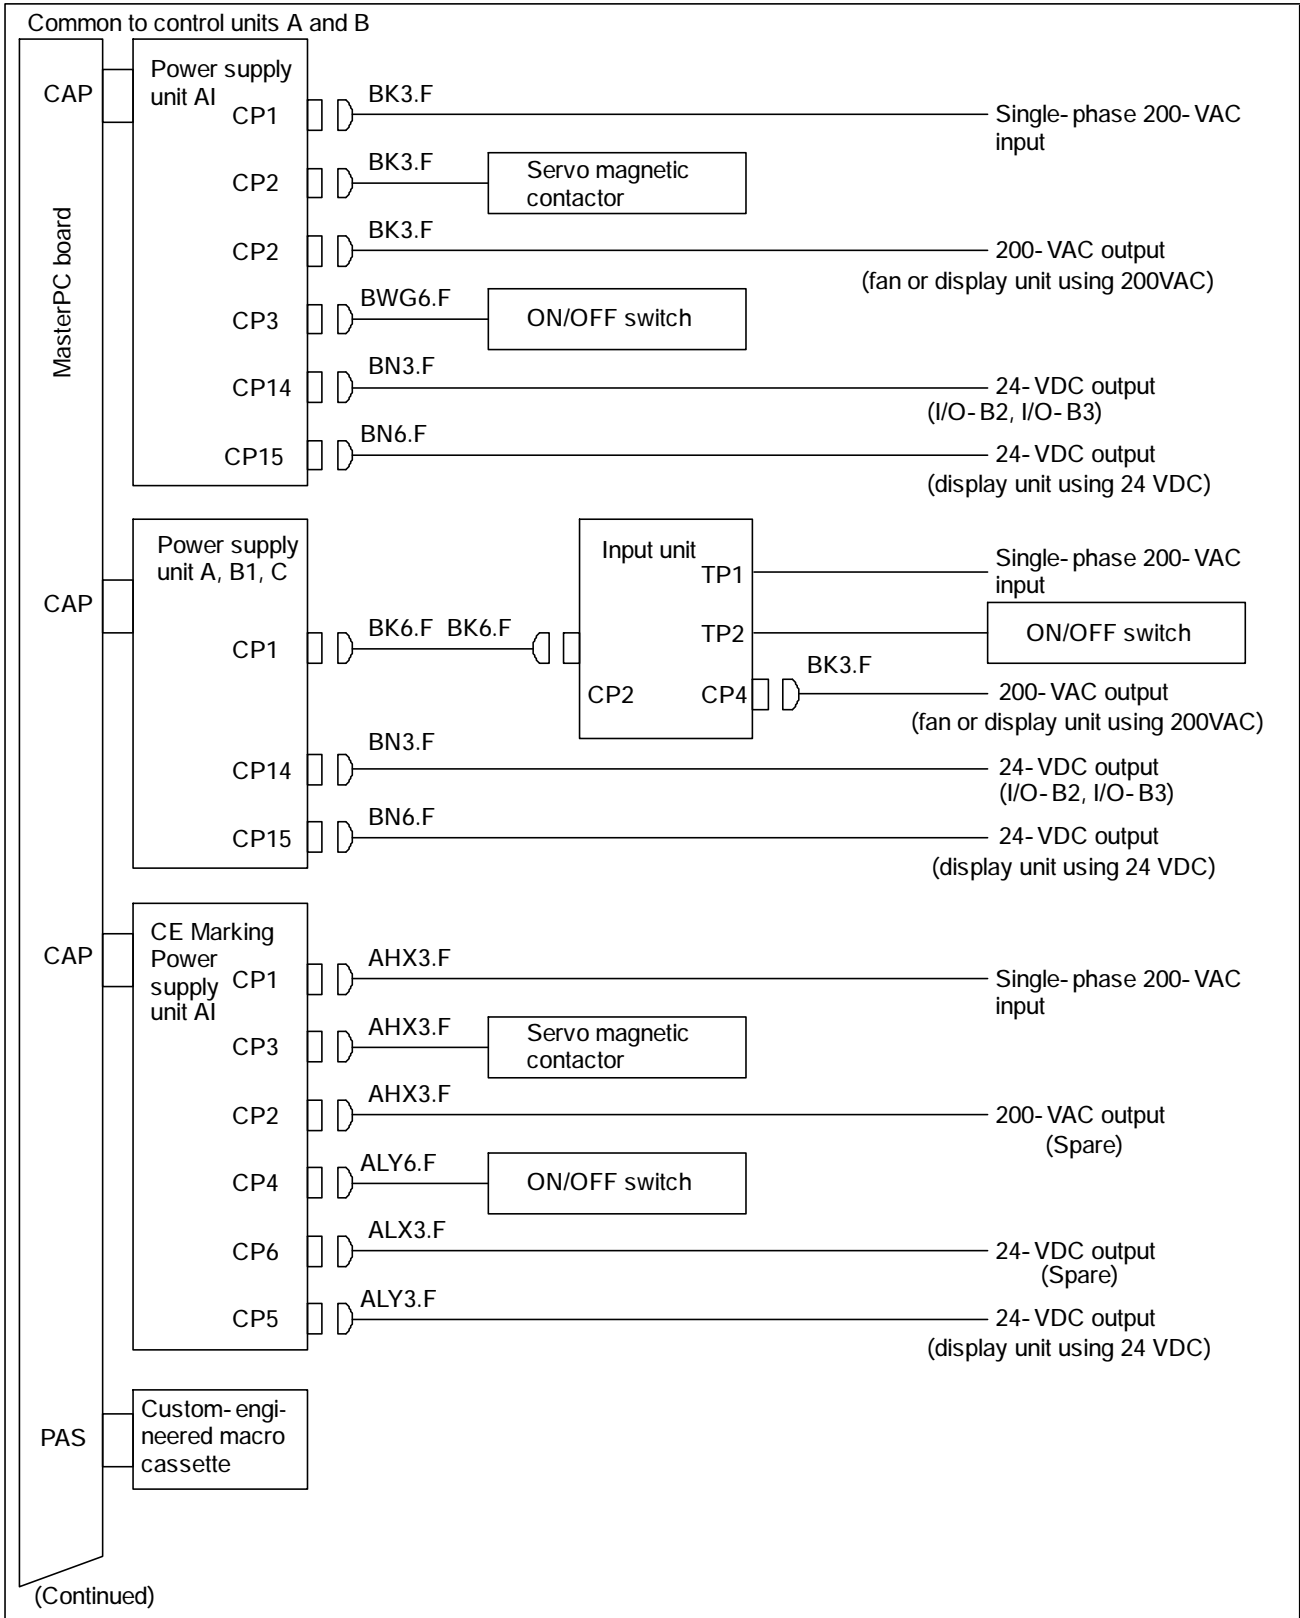 Common to control units A and B
MasterPC board
CAP
Power supply
unit AI
CP1
BK3.F
Single-phase 200-VAC
input
CP2
BK3.F
Servo magnetic
contactor
CP2
BK3.F
200-VAC output
(fan or display unit using 200VAC)
CP3
BWG6.F
ON/OFF switch
CP14
BN3.F
24-VDC output
(I/O-B2, I/O-B3)
CP15
BN6.F
24-VDC output
(display unit using 24 VDC)
CAP
Power supply
unit A, B1, C
CP1
BK6.F BK6.F
Input unit
CP2
TP1
Single-phase 200-VAC
input
TP2
ON/OFF switch
CP4
BK3.F
200-VAC output
(fan or display unit using 200VAC)
CP14
BN3.F
24-VDC output
(I/O-B2, I/O-B3)
CP15
BN6.F
24-VDC output
(display unit using 24 VDC)
CAP
CE Marking
Power
supply
unit AI
CP1
AHX3.F
Single-phase 200-VAC
input
CP3
AHX3.F
Servo magnetic
contactor
CP2
AHX3.F
200-VAC output
(Spare)
CP4
ALY6.F
ON/OFF switch
CP6
ALX3.F
24-VDC output
(Spare)
CP5
ALY3.F
24-VDC output
(display unit using 24 VDC)
PAS
Custom-engi-
neered macro
cassette
(Continued)